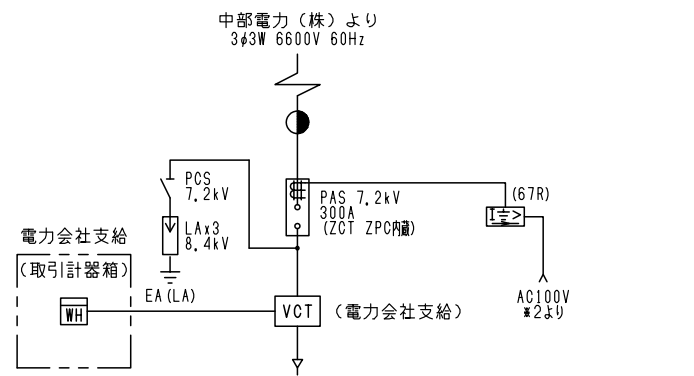 中部電力（株）より
3φ3W 6600V 60Hz
PCS
7.2kV
PAS 7.2kV
300A
(ZCT ZPC内蔵)
(67R)
I⏚>
LAx3
8.4kV
電力会社支給
(取引計器箱)
EA(LA)
WH
VCT
(電力会社支給)
AC100V
※2より